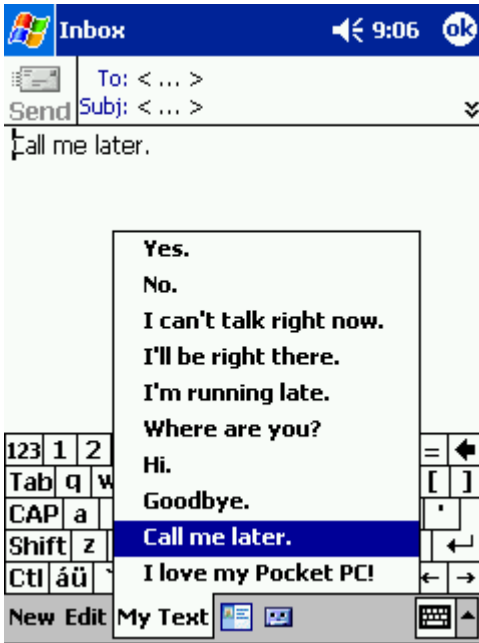 Inbox 9:06 ok
To: < ... >
Send Subj: < ... >
Call me later.
Yes.
No.
I can't talk right now.
I'll be right there.
I'm running late.
Where are you?
Hi.
Goodbye.
Call me later.
I love my Pocket PC!
123 1 2 =
Tab q w [ ]
CAP a '
Shift z
Ctl áü `
New Edit My Text